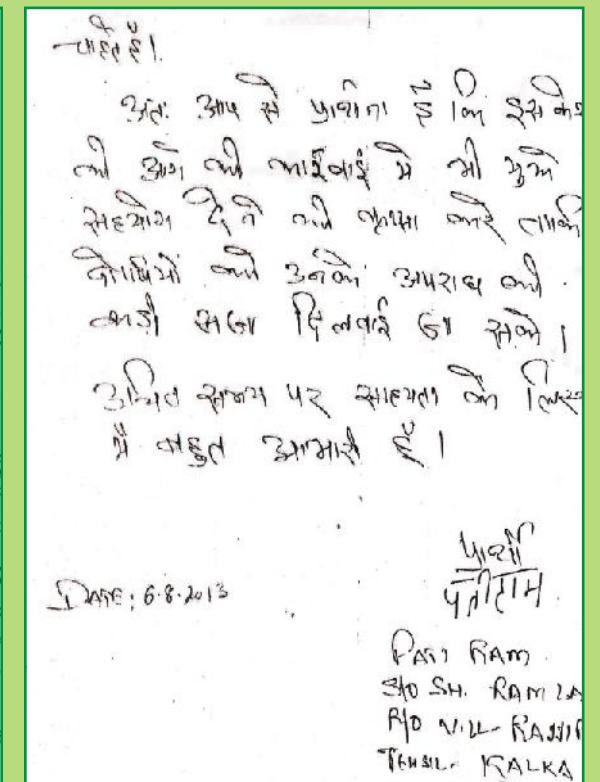 चाहते हैं।
अतः आप से प्रार्थना है कि इस केश
की आगे की कार्रवाई मे भी मुझे
सहयोग देने की कृपा करे ताकि
दोषियों को उनके अपराध की
कड़ी सजा दिलवाई जा सके।
उचित समय पर सहायता के लिए
मैं बहुत आभारी हूँ।
प्रार्थी
पतीराम
DATE: 6.8.2013
PATI RAM
S/O SH. RAM LA
R/O VILL-
TEHSIL- KALKA